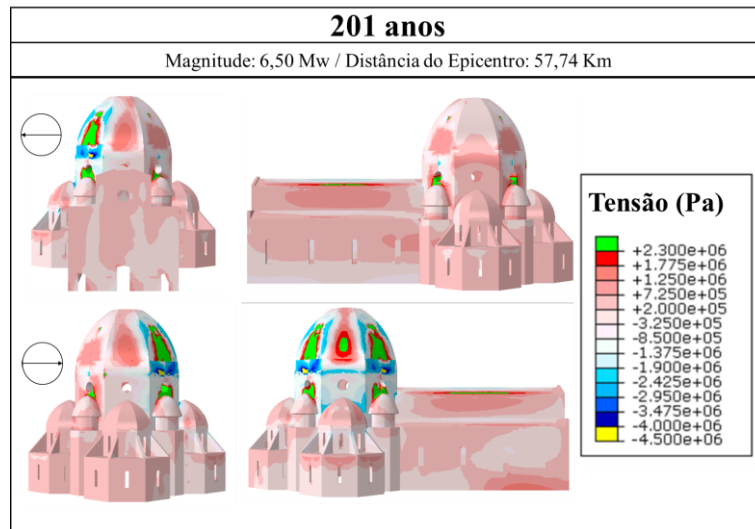 201 anos
Magnitude: 6,50 Mw / Distância do Epicentro: 57,74 Km
Tensão (Pa)
+2.300e+06
+1.775e+06
+1.250e+06
+7.250e+05
+2.000e+05
-3.250e+05
-8.500e+05
-1.375e+06
-1.900e+06
-2.425e+06
-2.950e+06
-3.475e+06
-4.000e+06
-4.500e+06